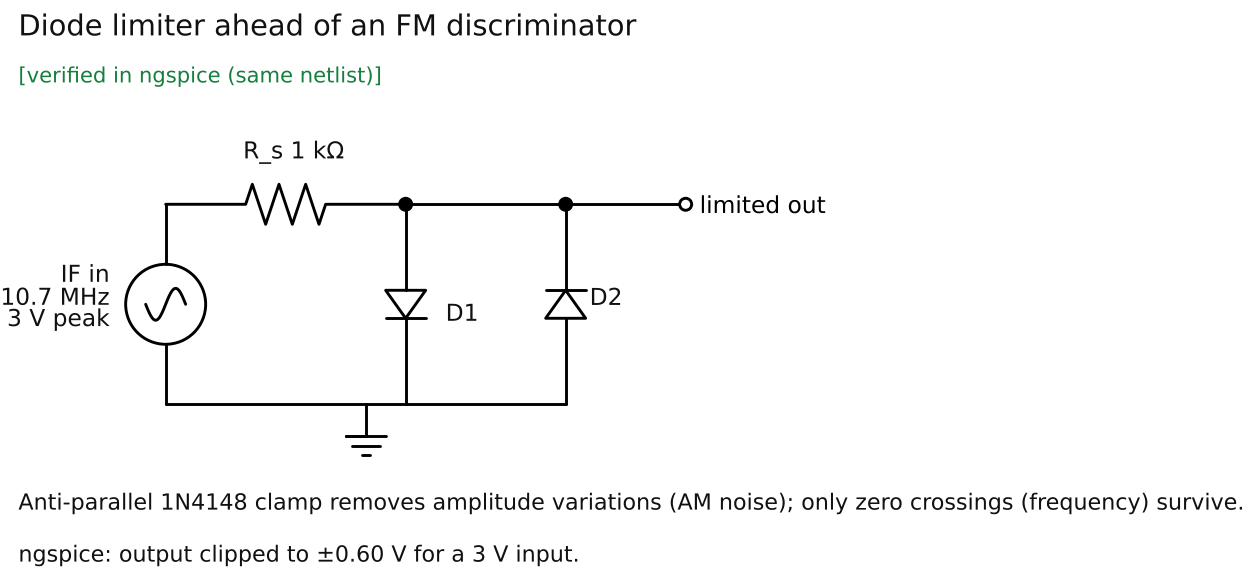 Diode limiter ahead of an FM discriminator
[verified in ngspice (same netlist)]
R_s 1 kΩ
limited out
IF in
10.7 MHz
3 V peak
D1
D2
Anti-parallel 1N4148 clamp removes amplitude variations (AM noise); only zero crossings (frequency) survive.
ngspice: output clipped to ±0.60 V for a 3 V input.